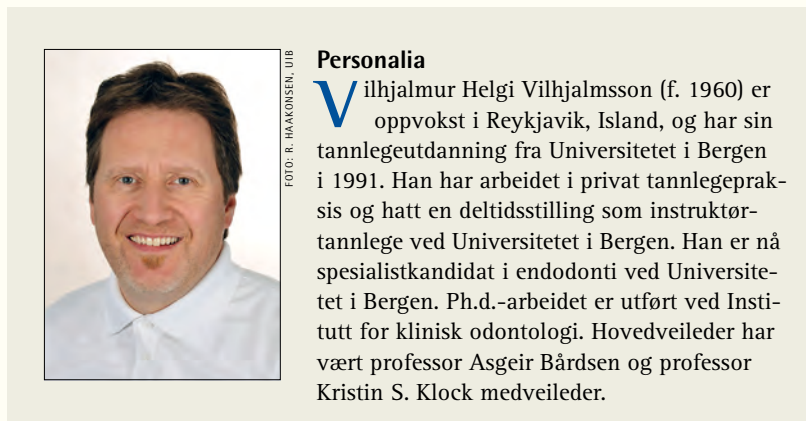 FOTO: R. HAAKONSEN, UIB
Personalia
Vilhjalmur Helgi Vilhjalmsson (f. 1960) er
oppvokst i Reykjavik, Island, og har sin
tannlegeutdanning fra Universitetet i Bergen
i 1991. Han har arbeidet i privat tannlegeprak-
sis og hatt en deltidsstilling som instruktør-
tannlege ved Universitetet i Bergen. Han er nå
spesialistkandidat i endodonti ved Universite-
tet i Bergen. Ph.d.-arbeidet er utført ved Insti-
tutt for klinisk odontologi. Hovedveileder har
vært professor Asgeir Bårdsen og professor
Kristin S. Klock medveileder.